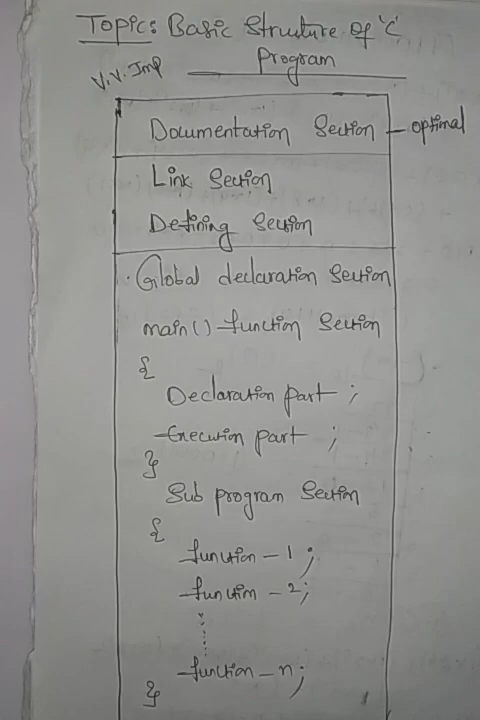 Topic: Basic Structure of 'C'
Program
V.V. Imp
Documentation Section - optimal
Link Section
Defining Section
Global declaration Section
main() function Section
{
Declaration part ;
Execution part ;
}
Sub program Section
{
function - 1 ;
function - 2;
function - n;
}